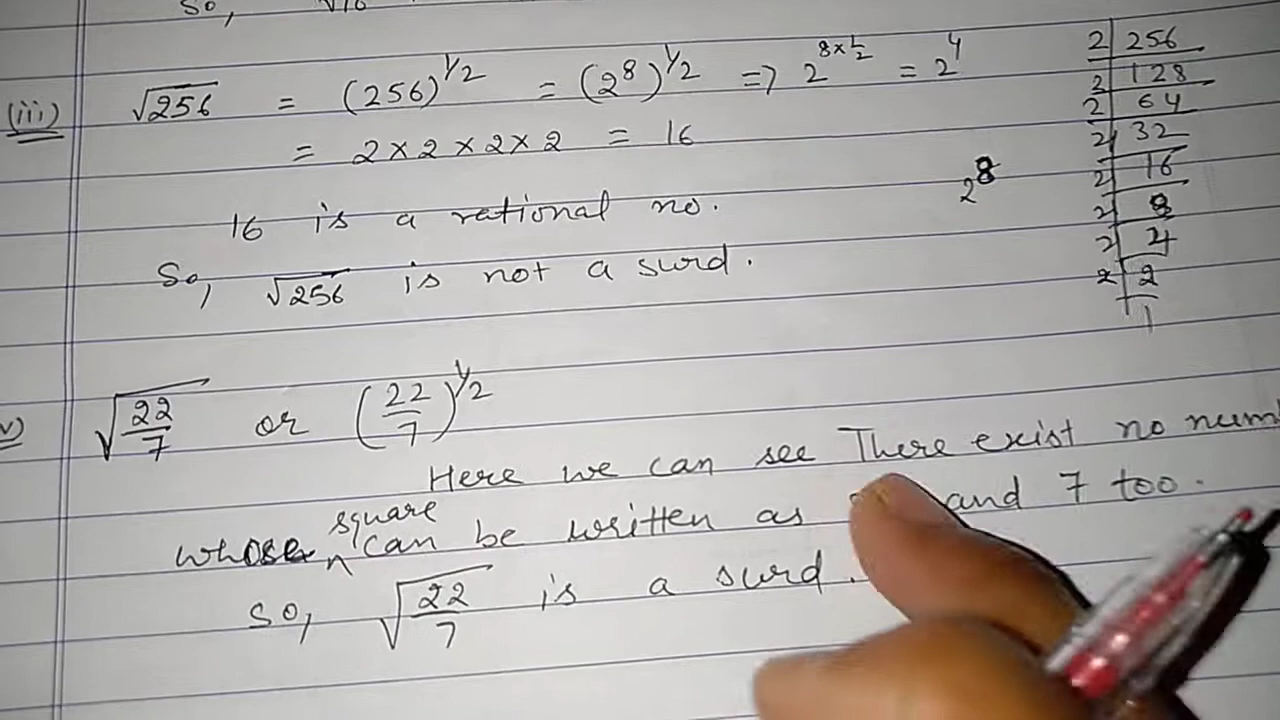 So, √16
(iii) √256 = (256)^1/2 = (2^8)^1/2 => 2^8×1/2 = 2^4
= 2×2×2×2 = 16
16 is a rational no.
So, √256 is not a surd.
2^8
2 | 256
2 | 128
2 | 64
2 | 32
2 | 16
2 | 8
2 | 4
2 | 2
1
v) √22/7 or (22/7)^1/2
Here we can see There exist no num
whose square can be written as and 7 too.
So, √22/7 is a surd.